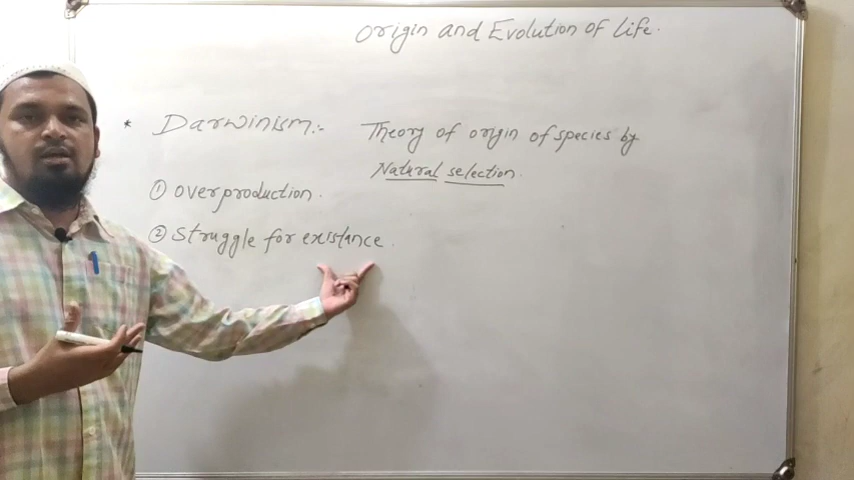 Origin and Evolution of Life.
* Darwinism:- Theory of origin of species by
Natural selection.
① overproduction.
② Struggle for existance.